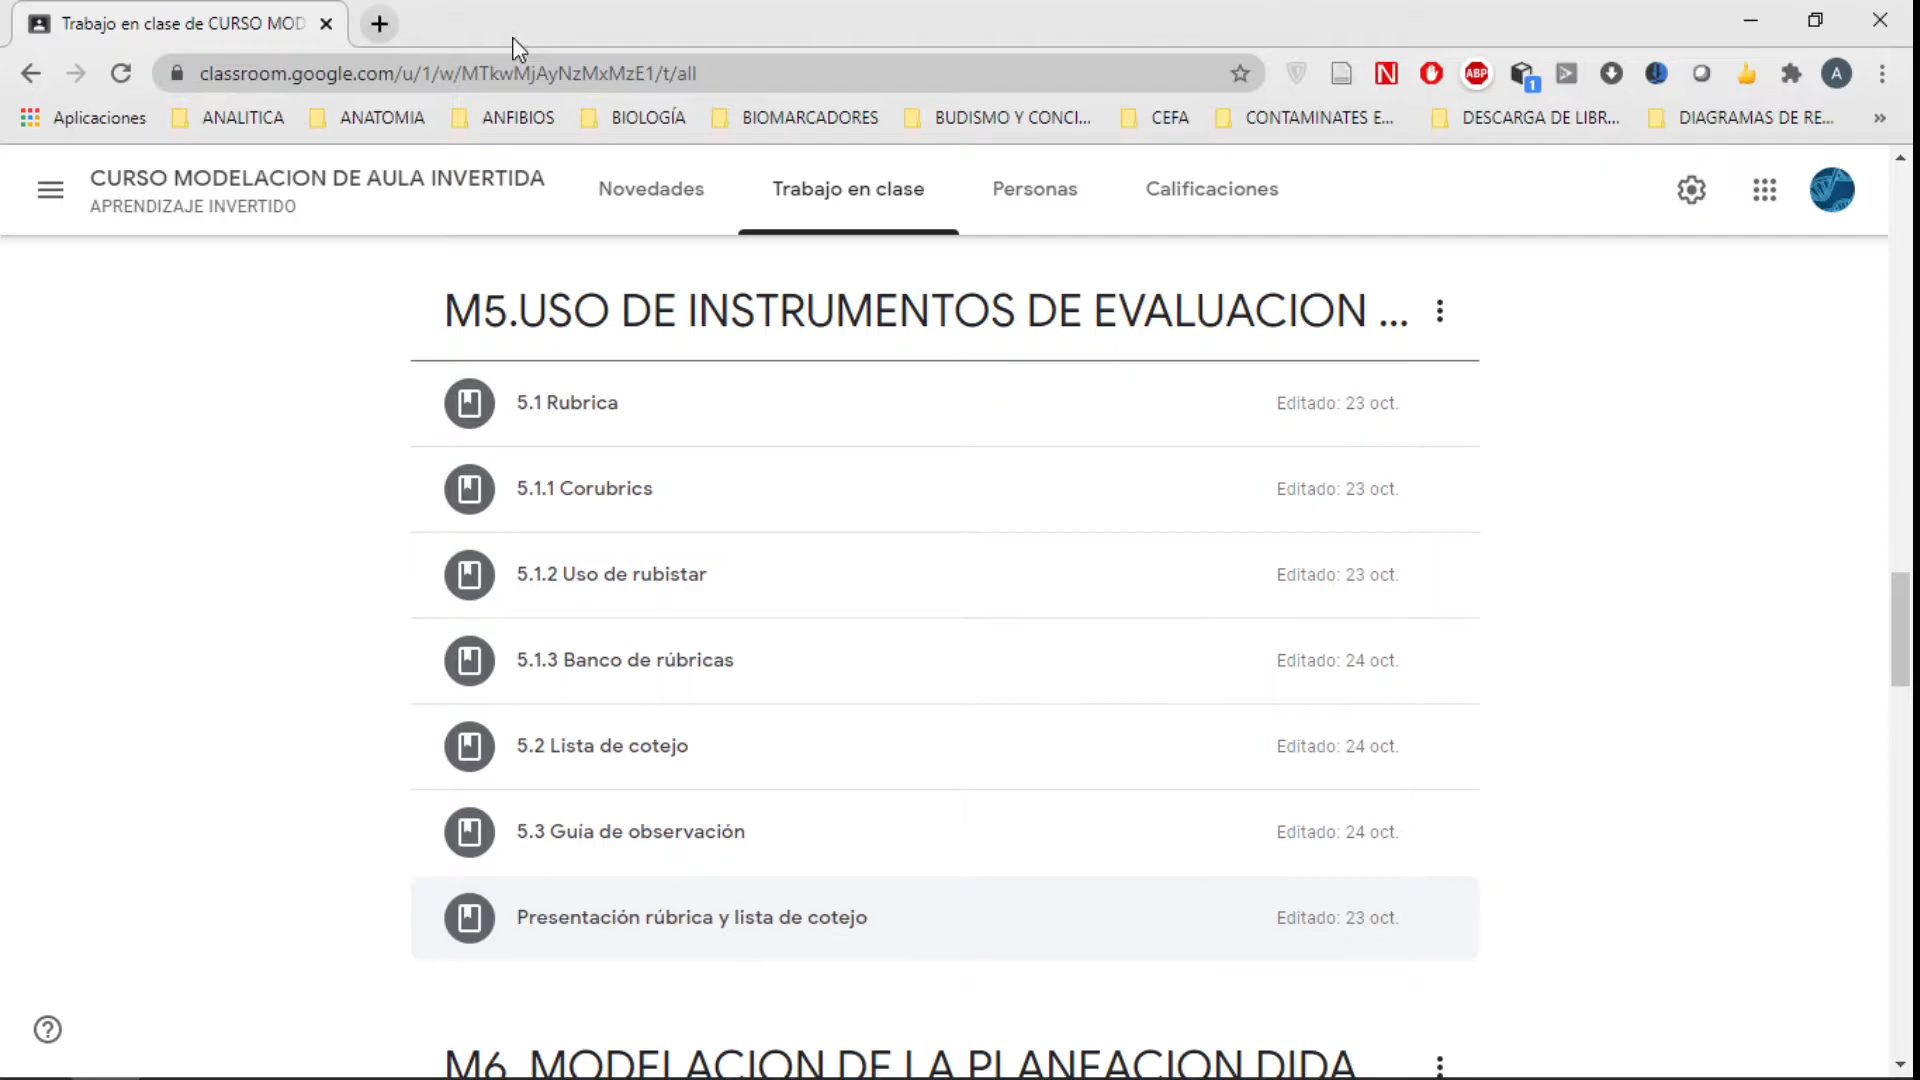 Trabajo en clase de CURSO MOD
classroom.google.com/u/1/w/MTkwMjAyNzMxMzE1/t/all
N
ABP
1
A
Aplicaciones
ANALITICA
ANATOMIA
ANFIBIOS
BIOLOGÍA
BIOMARCADORES
BUDISMO Y CONCI...
CEFA
CONTAMINATES E...
DESCARGA DE LIBR...
DIAGRAMAS DE RE...
»
CURSO MODELACION DE AULA INVERTIDA
APRENDIZAJE INVERTIDO
Novedades
Trabajo en clase
Personas
Calificaciones
M5.USO DE INSTRUMENTOS DE EVALUACION ...
5.1 Rubrica
Editado: 23 oct.
5.1.1 Corubrics
Editado: 23 oct.
5.1.2 Uso de rubistar
Editado: 23 oct.
5.1.3 Banco de rúbricas
Editado: 24 oct.
5.2 Lista de cotejo
Editado: 24 oct.
5.3 Guía de observación
Editado: 24 oct.
Presentación rúbrica y lista de cotejo
Editado: 23 oct.
M6. MODELACION DE LA PLANEACION DIDA